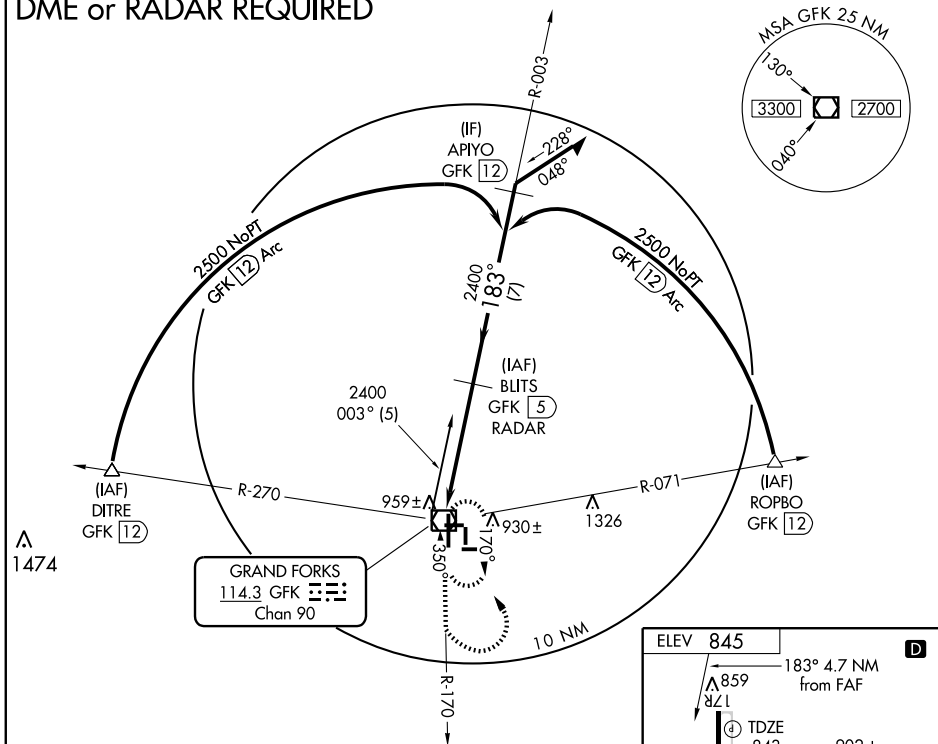 DME or RADAR REQUIRED
MSA GFK 25 NM
130°
3300
2700
040°
R-003
(IF)
APIYO
GFK 12
228°
048°
2500 NoPT
GFK 12 Arc
2500 NoPT
GFK 12 Arc
2400
183°
(7)
(IAF)
BLITS
GFK 5
RADAR
2400
003° (5)
(IAF)
DITRE
GFK 12
R-270
R-071
(IAF)
ROPBO
GFK 12
959±
930±
1326
1474
350°
170°
GRAND FORKS
114.3 GFK
Chan 90
10 NM
R-170
ELEV 845
D
183° 4.7 NM
from FAF
859
17R
P
TDZE